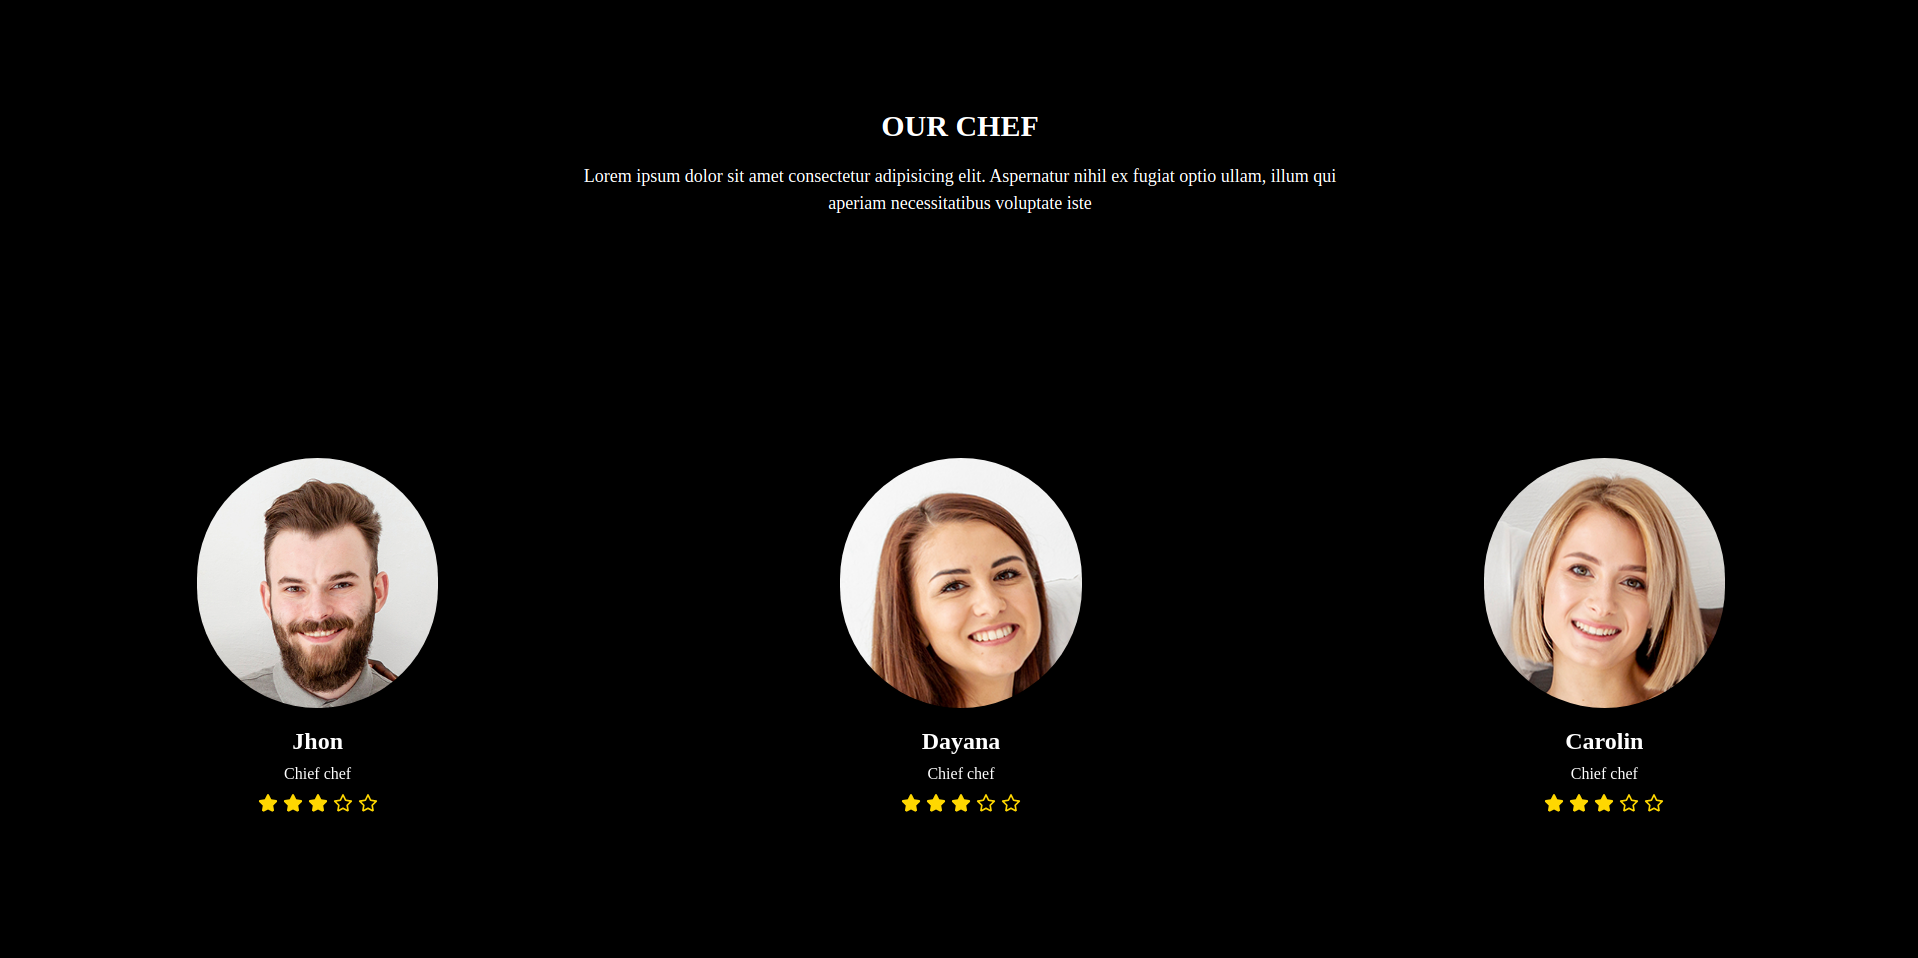 OUR CHEF
Lorem ipsum dolor sit amet consectetur adipisicing elit. Aspernatur nihil ex fugiat optio ullam, illum qui
aperiam necessitatibus voluptate iste
Jhon
Dayana
Carolin
Chief chef
Chief chef
Chief chef